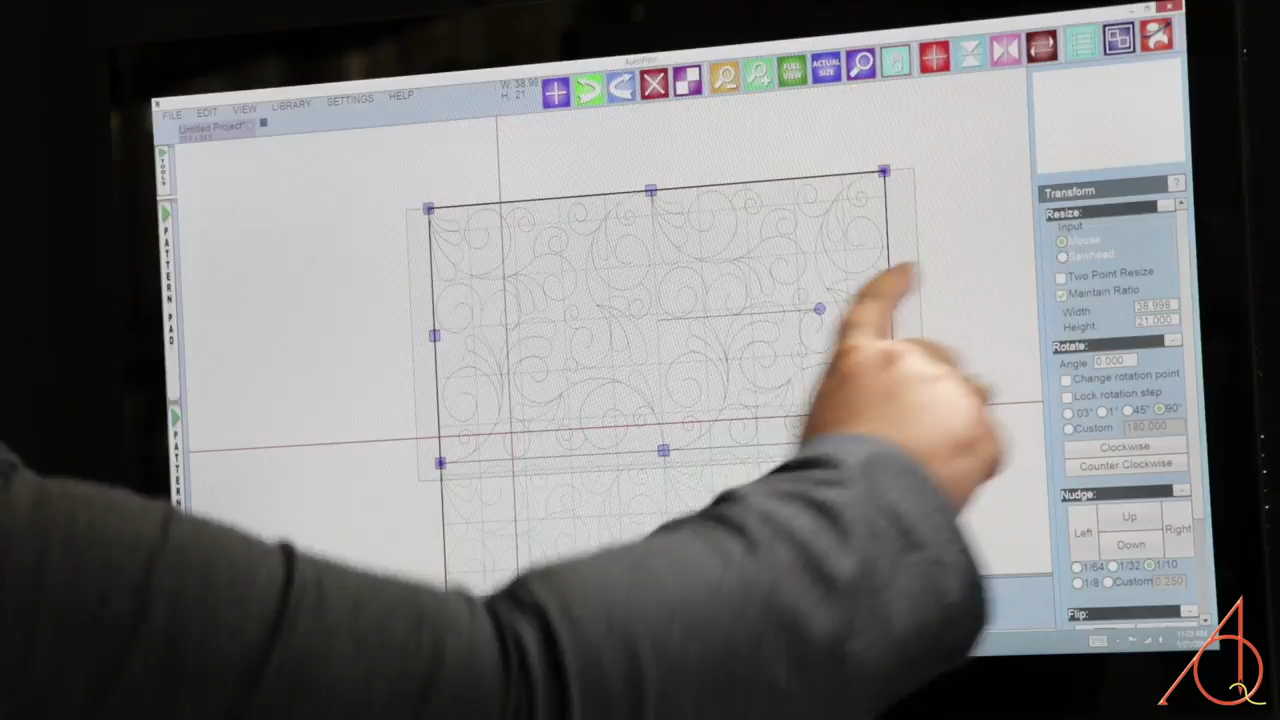 AutoPilot
FILE EDIT VIEW LIBRARY SETTINGS HELP
W: 38.99
H: 21
FULL VIEW
ACTUAL SIZE
Untitled Project*
TOOLS
PATTERN PAD
PATTERN
Transform ?
Resize:
Input
Mouse
Sewhead
Two Point Resize
Maintain Ratio
Width: 38.998
Height: 21.000
Rotate:
Angle 0.000
Change rotation point
Lock rotation step
.03° 1° 45° 90°
Custom 180.000
Clockwise
Counter Clockwise
Nudge:
Up
Left Right
Down
1/64 1/32 1/10
1/8 Custom 0.250
Flip: